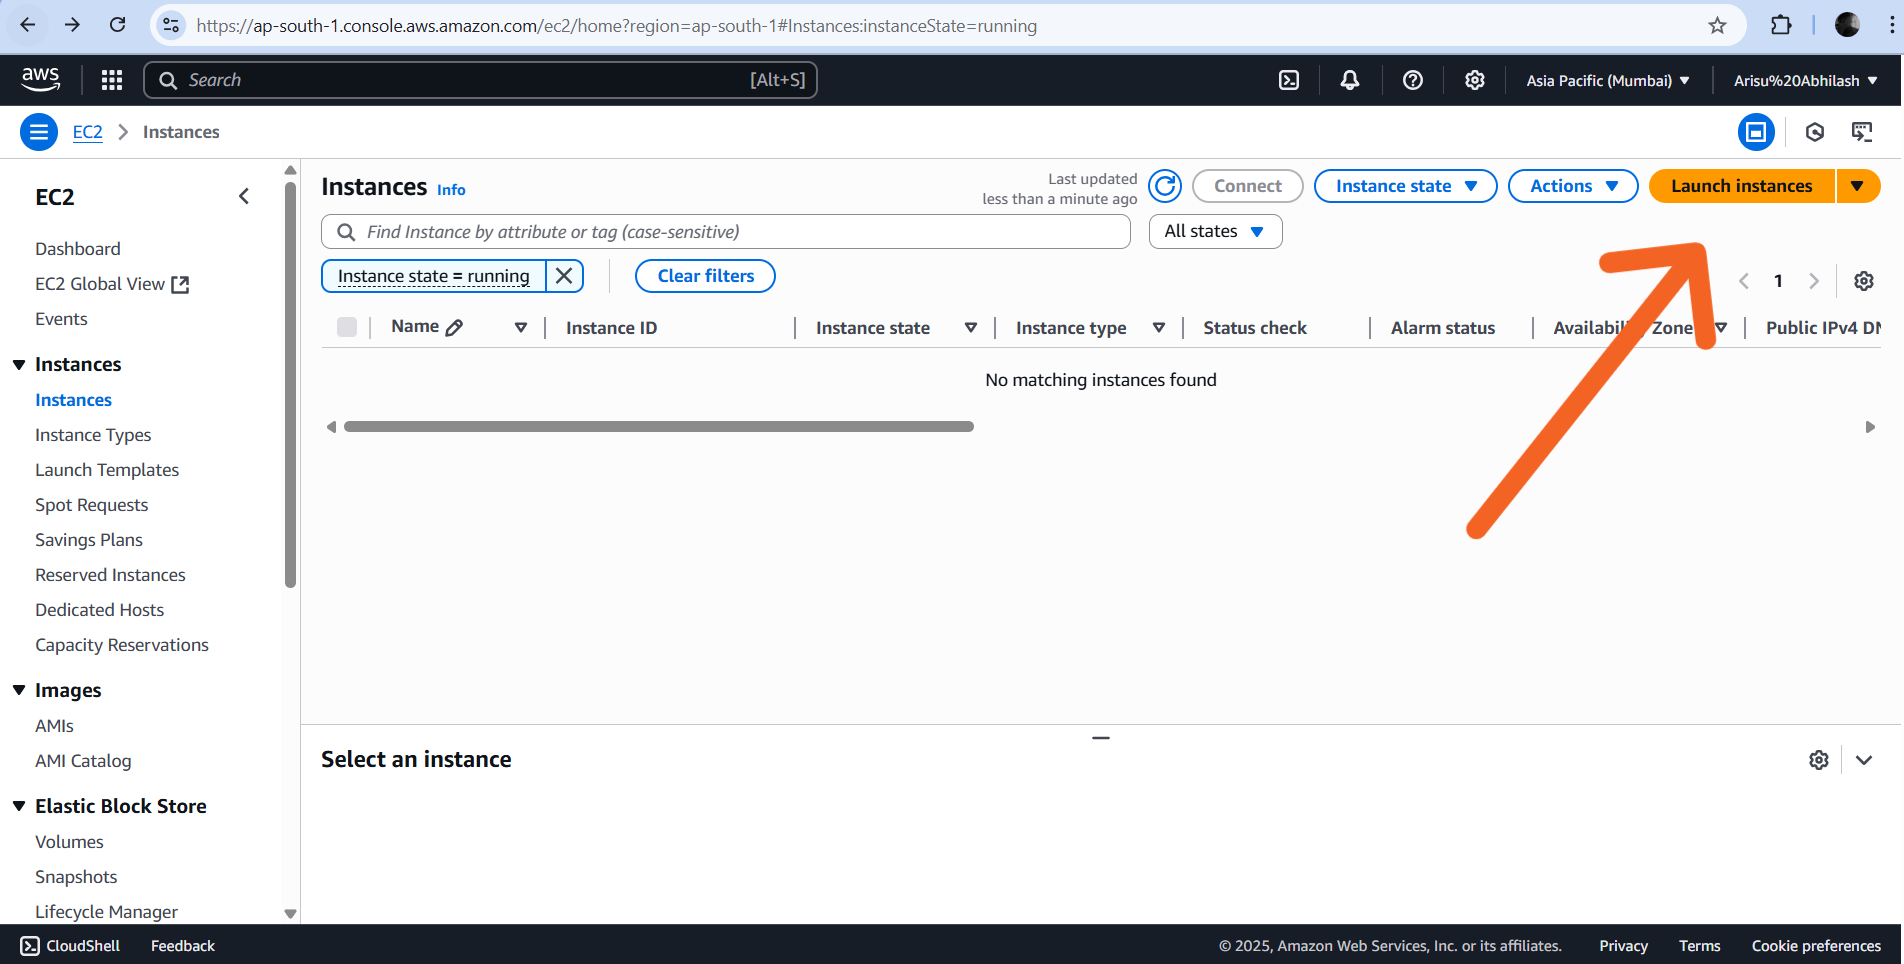 https://ap-south-1.console.aws.amazon.com/ec2/home?region=ap-south-1#Instances:instanceState=running
aws
Search [Alt+S]
Asia Pacific (Mumbai)
Arisu%20Abhilash
EC2 Instances
EC2
Dashboard
EC2 Global View
Events
Instances
Instances
Instance Types
Launch Templates
Spot Requests
Savings Plans
Reserved Instances
Dedicated Hosts
Capacity Reservations
Images
AMIs
AMI Catalog
Elastic Block Store
Volumes
Snapshots
Lifecycle Manager
Instances Info
Last updated
less than a minute ago
Connect
Instance state
Actions
Launch instances
Find Instance by attribute or tag (case-sensitive)
All states
Instance state = running
Clear filters
1
Name Instance ID Instance state Instance type Status check Alarm status Zone Public IPv4
No matching instances found
Select an instance
CloudShell Feedback
© 2025, Amazon Web Services, Inc. or its affiliates. Privacy Terms Cookie preferences